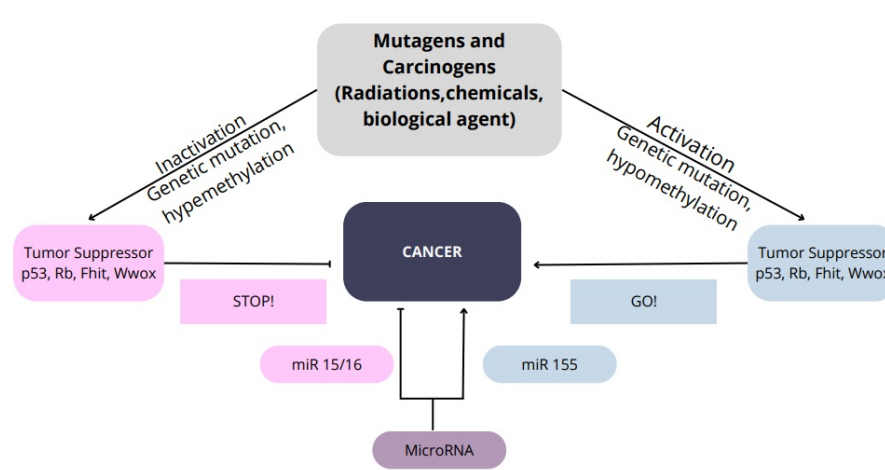 Mutagens and
Carcinogens
(Radiations,chemicals,
biological agent)
Inactivation
Genetic mutation,
hypemethylation
Activation
Genetic mutation,
hypomethylation
Tumor Suppressor
p53, Rb, Fhit, Wwox
CANCER
Tumor Suppressor
p53, Rb, Fhit, Wwox
STOP!
GO!
miR 15/16
miR 155
MicroRNA